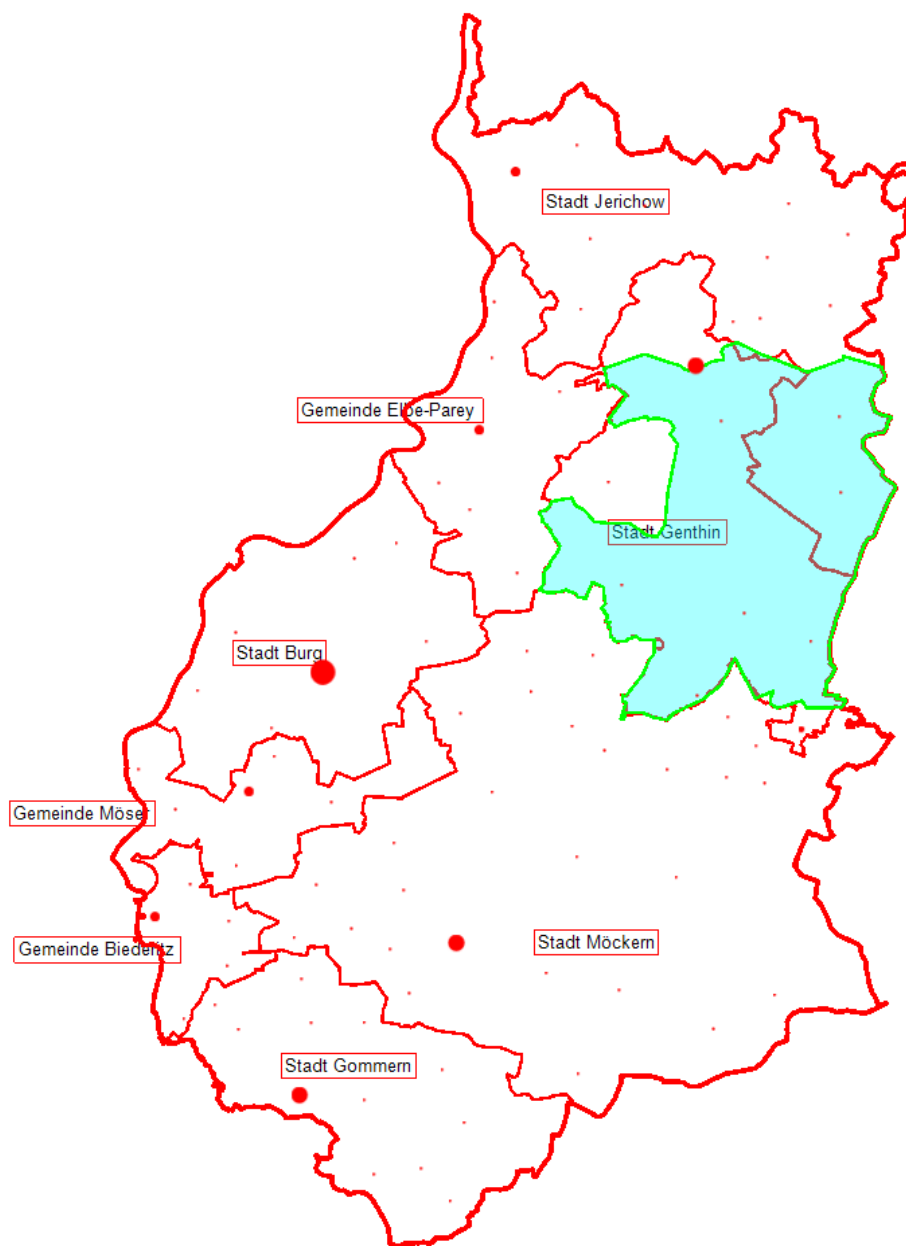 Stadt Jerichow
Gemeinde Elbe-Parey
Stadt Genthin
Stadt Burg
Gemeinde Möser
Stadt Möckern
Gemeinde Biederitz
Stadt Gommern